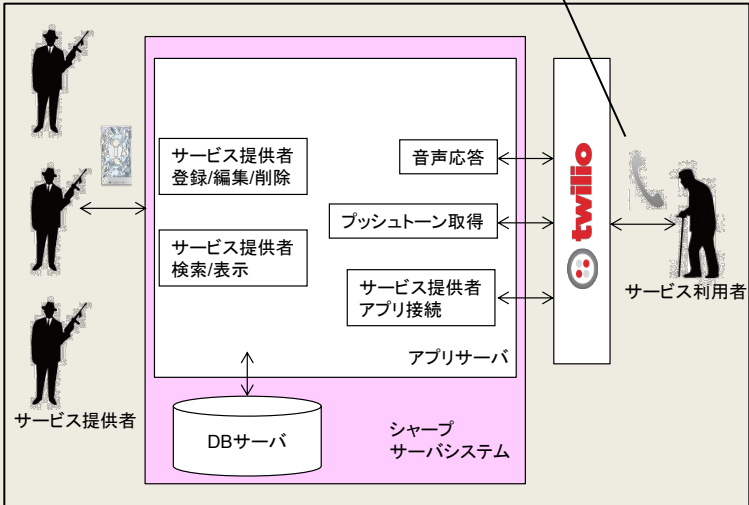 サービス提供者
登録/編集/削除
サービス提供者
検索/表示
音声応答
プッシュトーン取得
サービス提供者
アプリ接続
アプリサーバ
DBサーバ
シャープ
サーバシステム
twilio
サービス提供者
サービス利用者